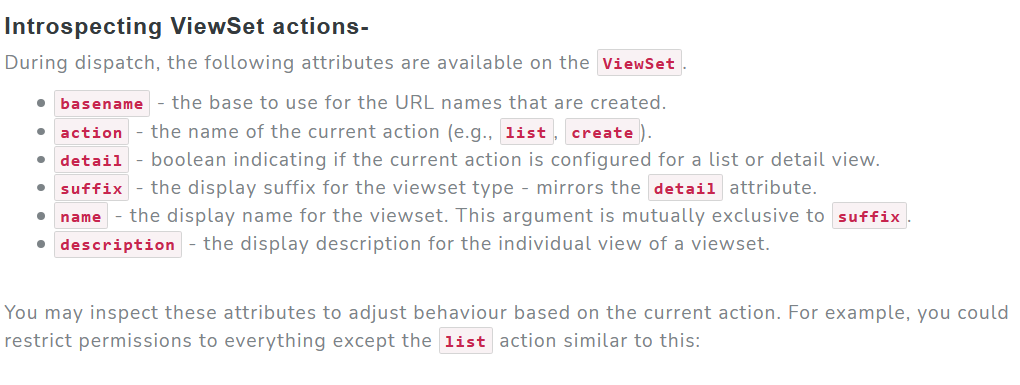 Introspecting ViewSet actions-
During dispatch, the following attributes are available on the ViewSet.
• basename - the base to use for the URL names that are created.
• action - the name of the current action (e.g., list, create).
• detail - boolean indicating if the current action is configured for a list or detail view.
• suffix - the display suffix for the viewset type - mirrors the detail attribute.
• name - the display name for the viewset. This argument is mutually exclusive to suffix.
• description - the display description for the individual view of a viewset.
You may inspect these attributes to adjust behaviour based on the current action. For example, you could
restrict permissions to everything except the list action similar to this: